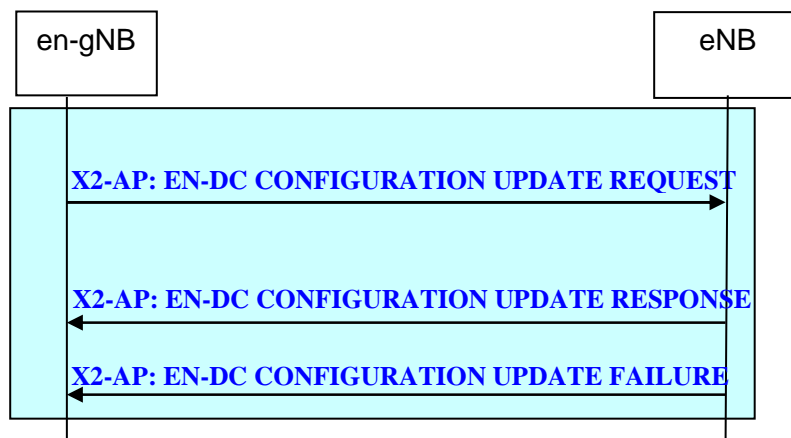 en-gNB
eNB
X2-AP: EN-DC CONFIGURATION UPDATE REQUEST
X2-AP: EN-DC CONFIGURATION UPDATE RESPONSE
X2-AP: EN-DC CONFIGURATION UPDATE FAILURE